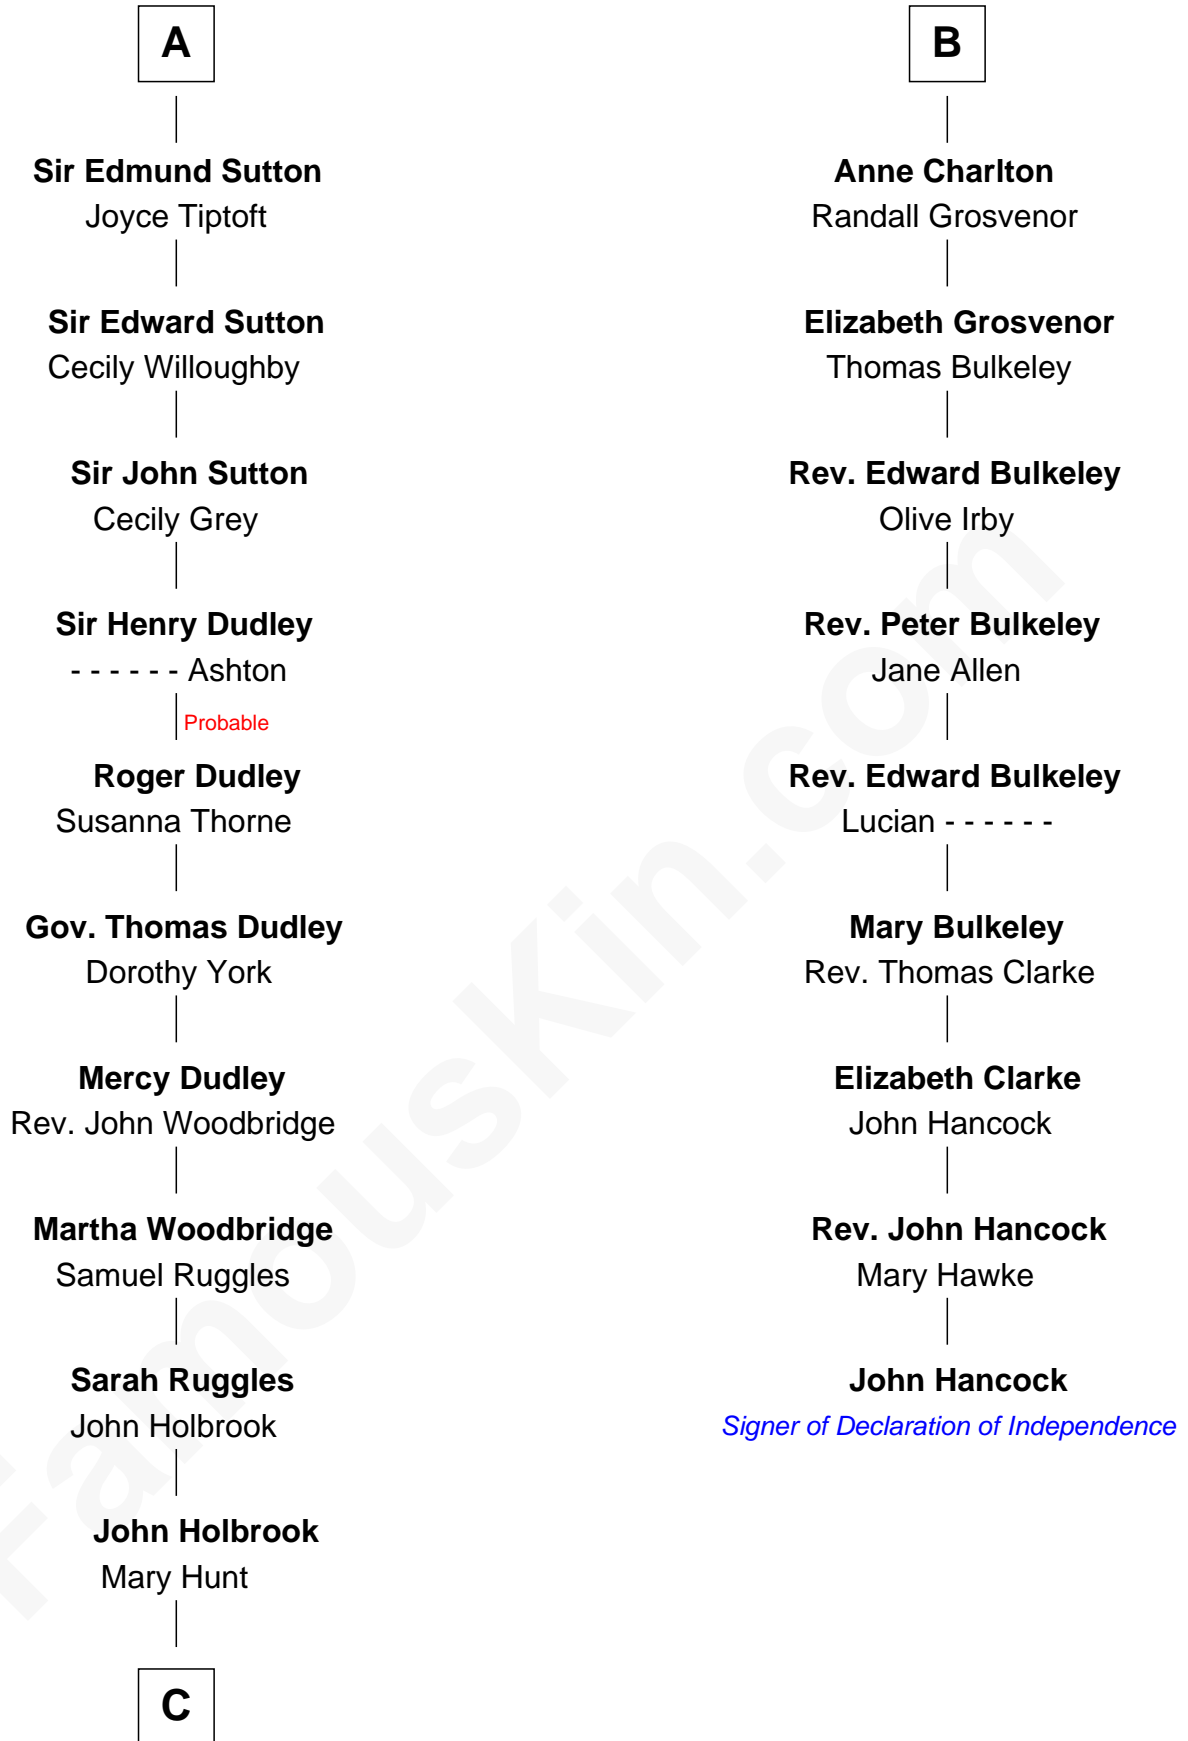 A
Sir Edmund Sutton
Joyce Tiptoft
Sir Edward Sutton
Cecily Willoughby
Sir John Sutton
Cecily Grey
Sir Henry Dudley
- - - - - - Ashton
Probable
Roger Dudley
Susanna Thorne
Gov. Thomas Dudley
Dorothy York
Mercy Dudley
Rev. John Woodbridge
Martha Woodbridge
Samuel Ruggles
Sarah Ruggles
John Holbrook
John Holbrook
Mary Hunt
C
B
Anne Charlton
Randall Grosvenor
Elizabeth Grosvenor
Thomas Bulkeley
Rev. Edward Bulkeley
Olive Irby
Rev. Peter Bulkeley
Jane Allen
Rev. Edward Bulkeley
Lucian - - - - - -
Mary Bulkeley
Rev. Thomas Clarke
Elizabeth Clarke
John Hancock
Rev. John Hancock
Mary Hawke
John Hancock
Signer of Declaration of Independence
FamousKin.com